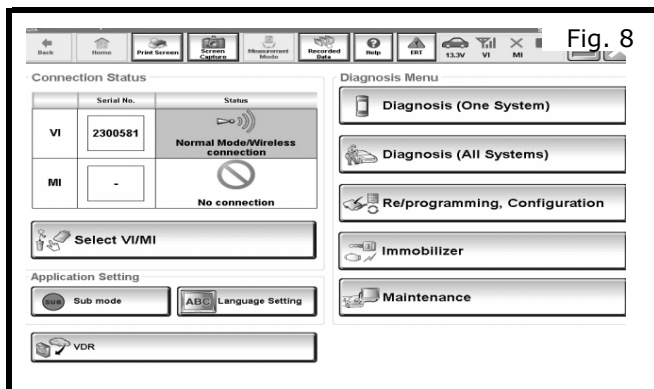 Fig. 8
Back
Home
Print Screen
Screen Capture
Measurement Mode
Recorded Data
Help
ERT
13.3V
VI
MI
Connection Status
Serial No.
Status
VI
2300581
Normal Mode/Wireless
connection
MI
-
No connection
Select VI/MI
Application Setting
SUB
Sub mode
ABC
Language Setting
VDR
Diagnosis Menu
Diagnosis (One System)
Diagnosis (All Systems)
Re/programming, Configuration
Immobilizer
Maintenance